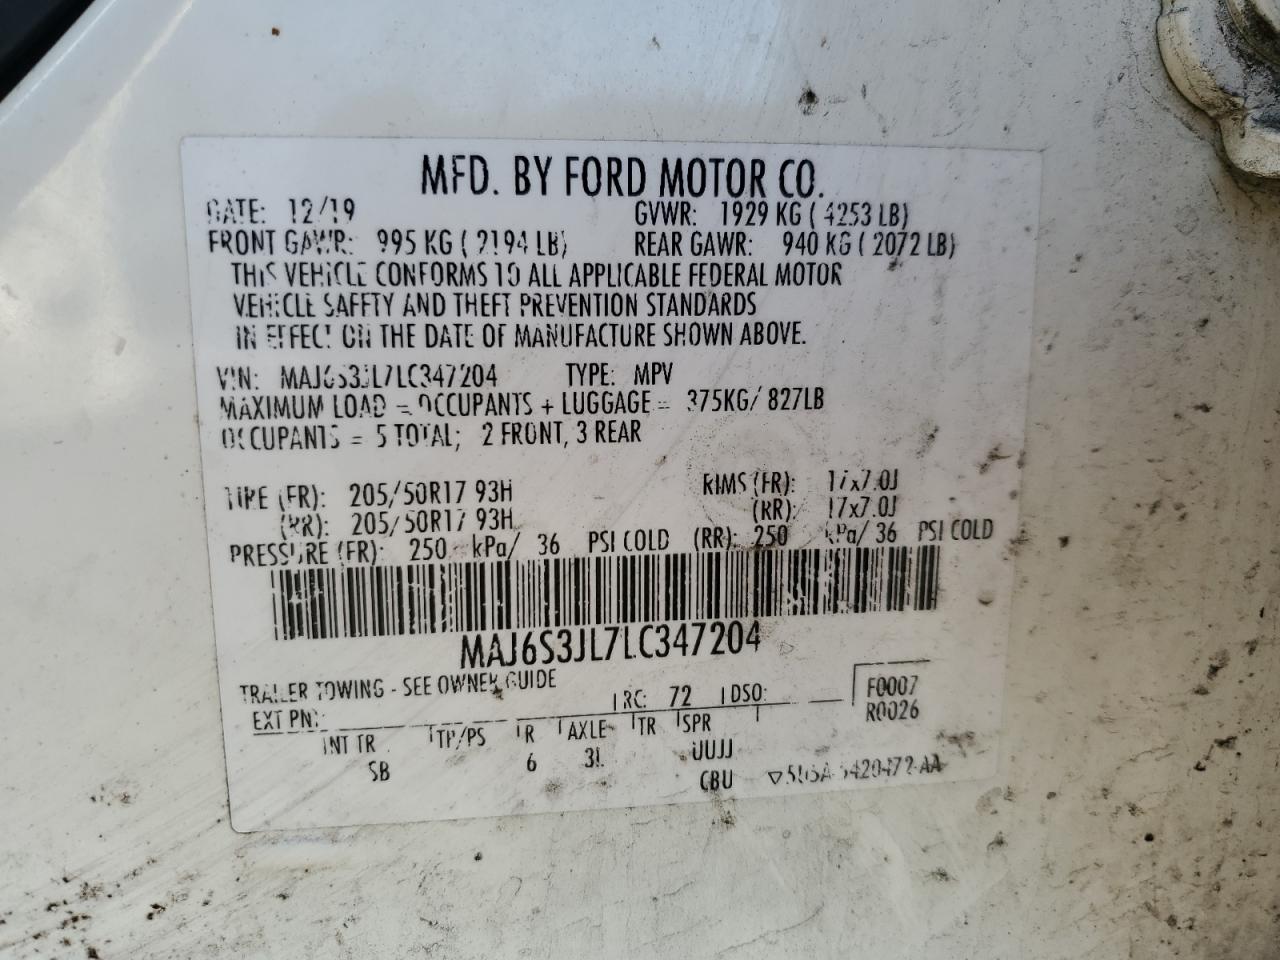 MFD. BY FORD MOTOR CO.
DATE: 12/19 GVWR: 1929 KG ( 4253 LB)
FRONT GAWR: 995 KG ( 2194 LB) REAR GAWR: 940 KG ( 2072 LB)
THIS VEHICLE CONFORMS TO ALL APPLICABLE FEDERAL MOTOR
VEHICLE SAFETY AND THEFT PREVENTION STANDARDS
IN EFFECT ON THE DATE OF MANUFACTURE SHOWN ABOVE.
VIN: MAJ6S3JL7LC347204 TYPE: MPV
MAXIMUM LOAD = OCCUPANTS + LUGGAGE = 375KG/ 827LB
OCCUPANTS = 5 TOTAL; 2 FRONT, 3 REAR
TIRE (FR): 205/50R17 93H RIMS (FR): 17x7.0J
(RR): 205/50R17 93H (RR): 17x7.0J
PRESSURE (FR): 250 kPa/ 36 PSI COLD (RR): 250 kPa/ 36 PSI COLD
MAJ6S3JL7LC347204
TRAILER TOWING - SEE OWNER GUIDE
EXT PNT: RC: 72 DSO: F0007
R0026
INT TR TP/PS R AXLE TR SPR
SB 6 3L UUJJ
CBU